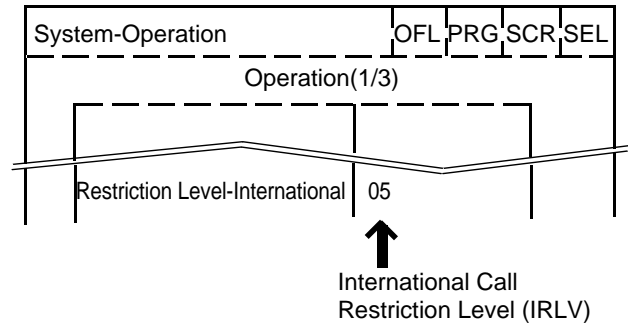 System-Operation OFL PRG SCR SEL
Operation(1/3)
Restriction Level-International 05
International Call
Restriction Level (IRLV)